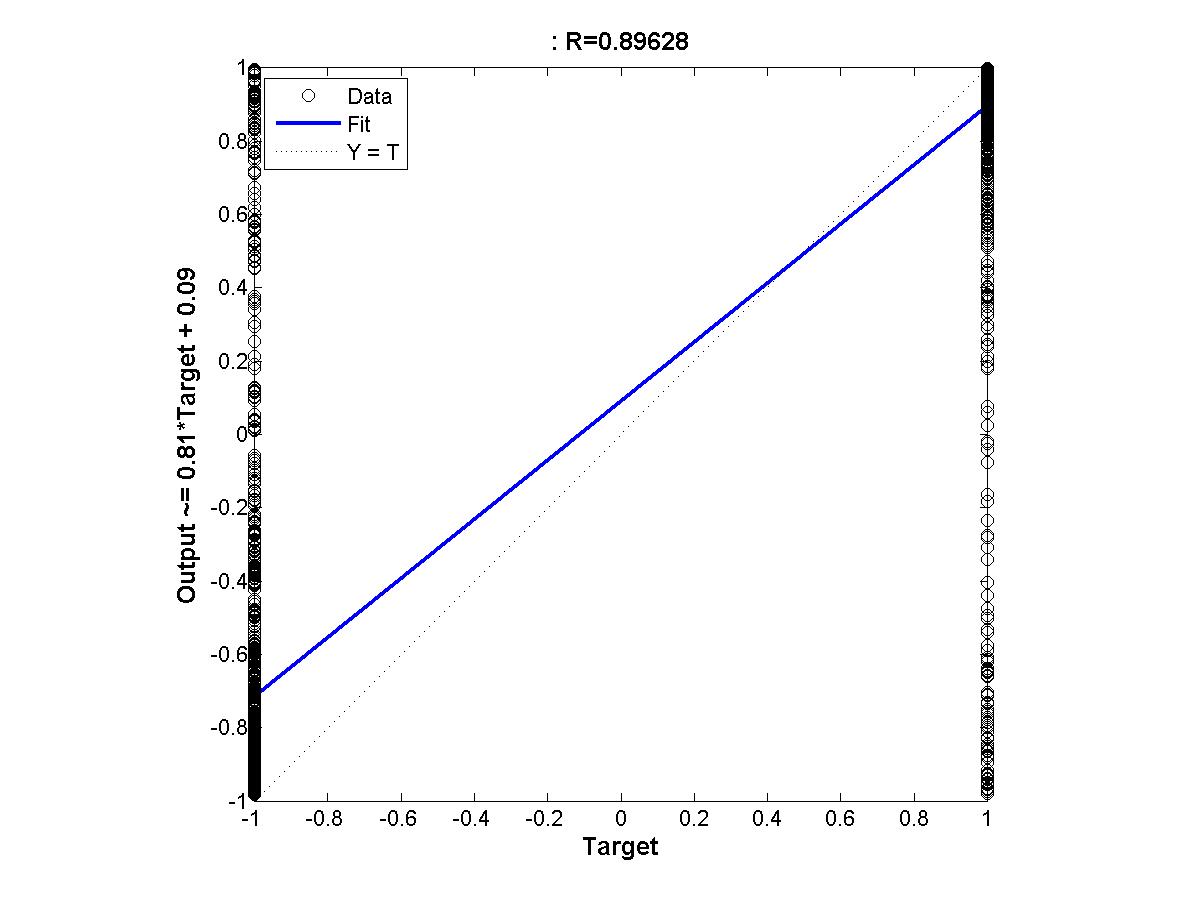 : R=0.89628
Data
Fit
Y = T
Output ~= 0.81*Target + 0.09
1
0.8
0.6
0.4
0.2
0
-0.2
-0.4
-0.6
-0.8
-1
-1 -0.8 -0.6 -0.4 -0.2 0 0.2 0.4 0.6 0.8 1
Target